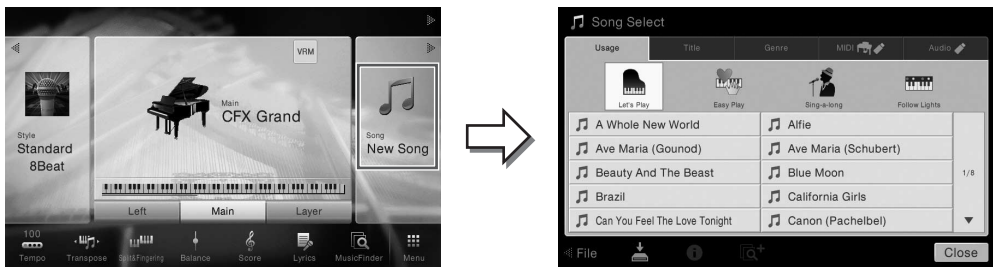 VRM
Main
CFX Grand
Style
Standard
8Beat
Song
New Song
Left Main Layer
100
Tempo Transpose Split&Fingering Balance Score Lyrics MusicFinder Menu
Song Select
Usage Title Genre MIDI Audio
Let's Play Easy Play Sing-a-long Follow Lights
A Whole New World Alfie
Ave Maria (Gounod) Ave Maria (Schubert)
Beauty And The Beast Blue Moon
1/8
Brazil California Girls
Can You Feel The Love Tonight Canon (Pachelbel)
File Close